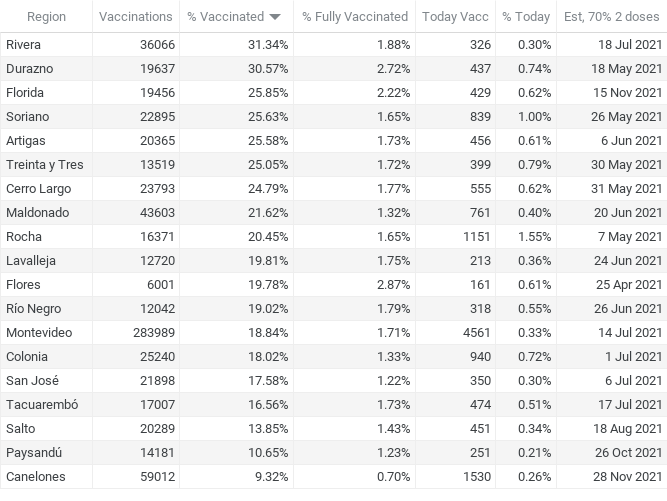 Region Vaccinations % Vaccinated % Fully Vaccinated Today Vacc % Today Est, 70% 2 doses
Rivera 36066 31.34% 1.88% 326 0.30% 18 Jul 2021
Durazno 19637 30.57% 2.72% 437 0.74% 18 May 2021
Florida 19456 25.85% 2.22% 429 0.62% 15 Nov 2021
Soriano 22895 25.63% 1.65% 839 1.00% 26 May 2021
Artigas 20365 25.58% 1.73% 456 0.61% 6 Jun 2021
Treinta y Tres 13519 25.05% 1.72% 399 0.79% 30 May 2021
Cerro Largo 23793 24.79% 1.77% 555 0.62% 31 May 2021
Maldonado 43603 21.62% 1.32% 761 0.40% 20 Jun 2021
Rocha 16371 20.45% 1.65% 1151 1.55% 7 May 2021
Lavalleja 12720 19.81% 1.75% 213 0.36% 24 Jun 2021
Flores 6001 19.78% 2.87% 161 0.61% 25 Apr 2021
Río Negro 12042 19.02% 1.79% 318 0.55% 26 Jun 2021
Montevideo 283989 18.84% 1.71% 4561 0.33% 14 Jul 2021
Colonia 25240 18.02% 1.33% 940 0.72% 1 Jul 2021
San José 21898 17.58% 1.22% 350 0.30% 6 Jul 2021
Tacuarembó 17007 16.56% 1.73% 474 0.51% 17 Jul 2021
Salto 20289 13.85% 1.43% 451 0.34% 18 Aug 2021
Paysandú 14181 10.65% 1.23% 251 0.21% 26 Oct 2021
Canelones 59012 9.32% 0.70% 1530 0.26% 28 Nov 2021